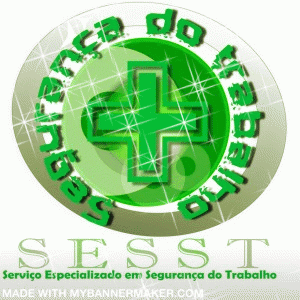 Segurança do trabalho
SESST
Serviço Especializado em Segurança do Trabalho
MADE WITH MYBANNERMAKER.COM